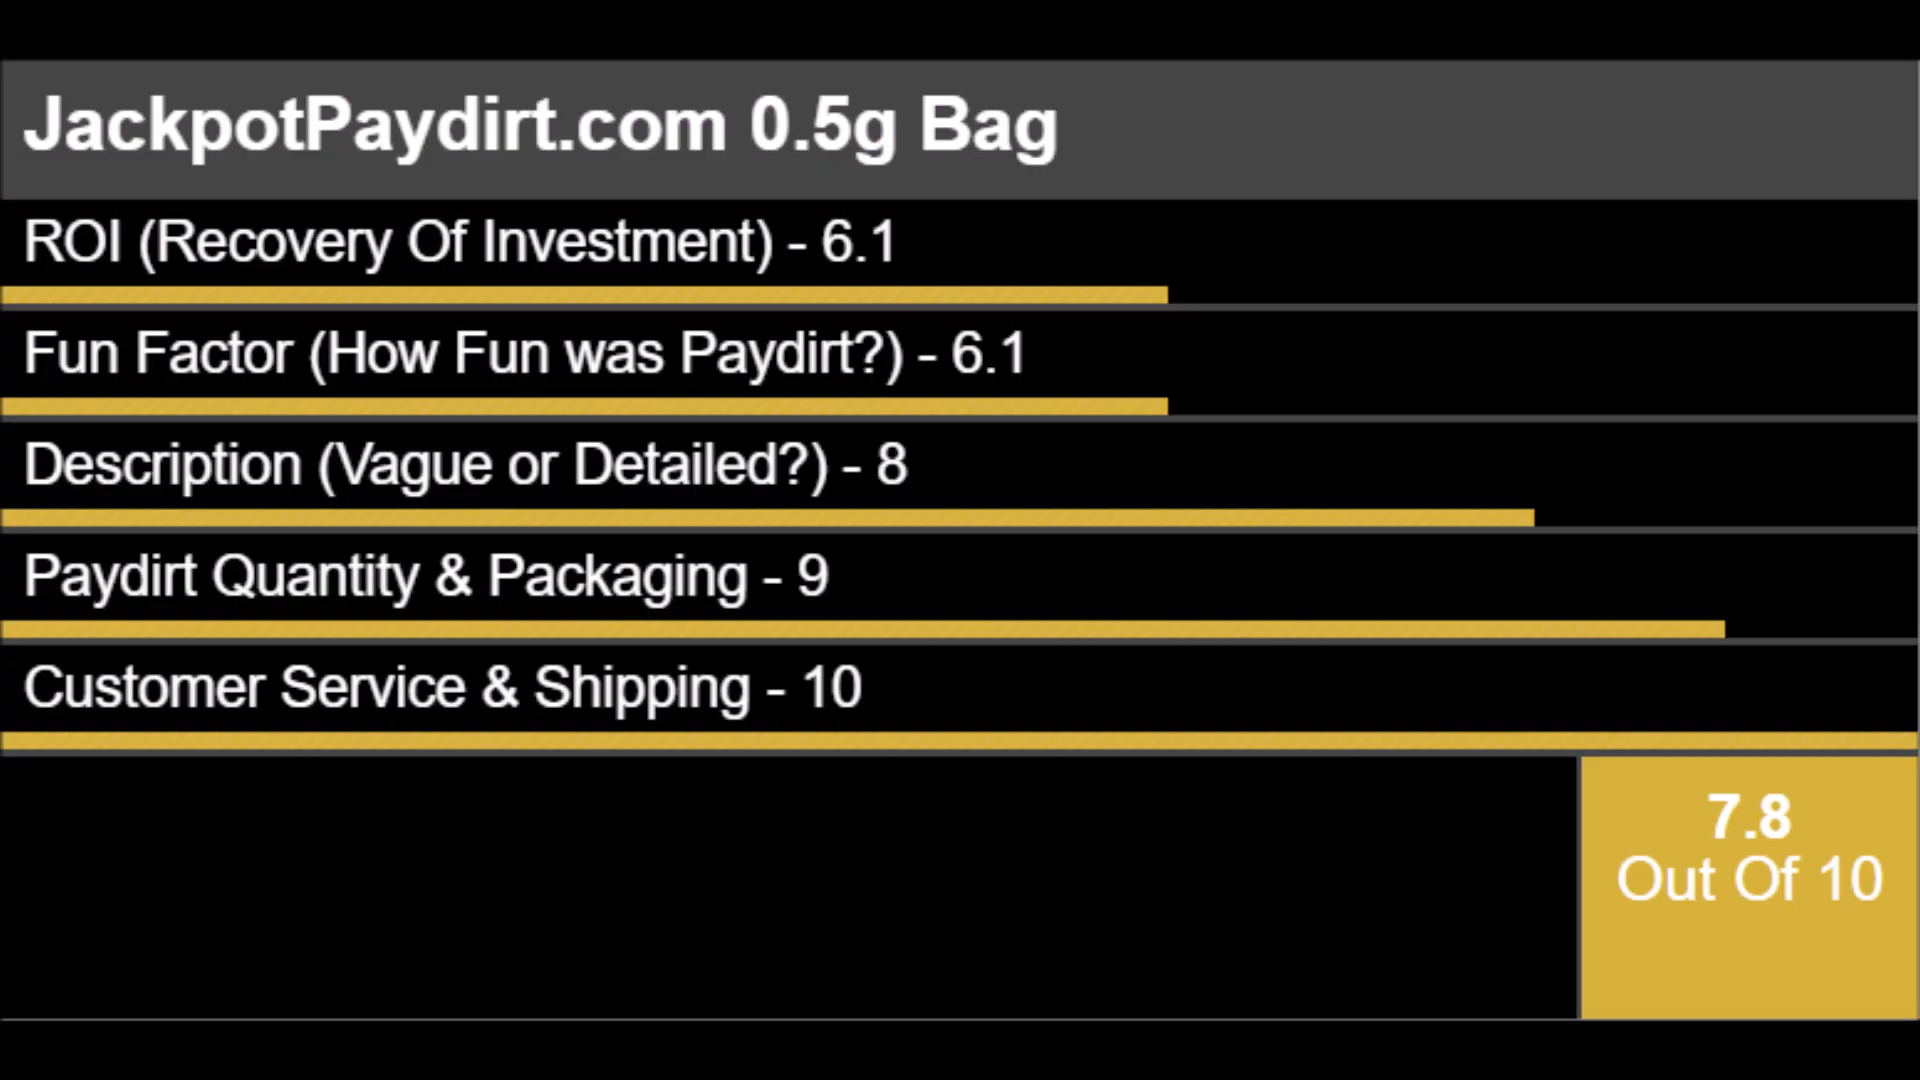 JackpotPaydirt.com 0.5g Bag
ROI (Recovery Of Investment) - 6.1
Fun Factor (How Fun was Paydirt?) - 6.1
Description (Vague or Detailed?) - 8
Paydirt Quantity & Packaging - 9
Customer Service & Shipping - 10
7.8
Out Of 10